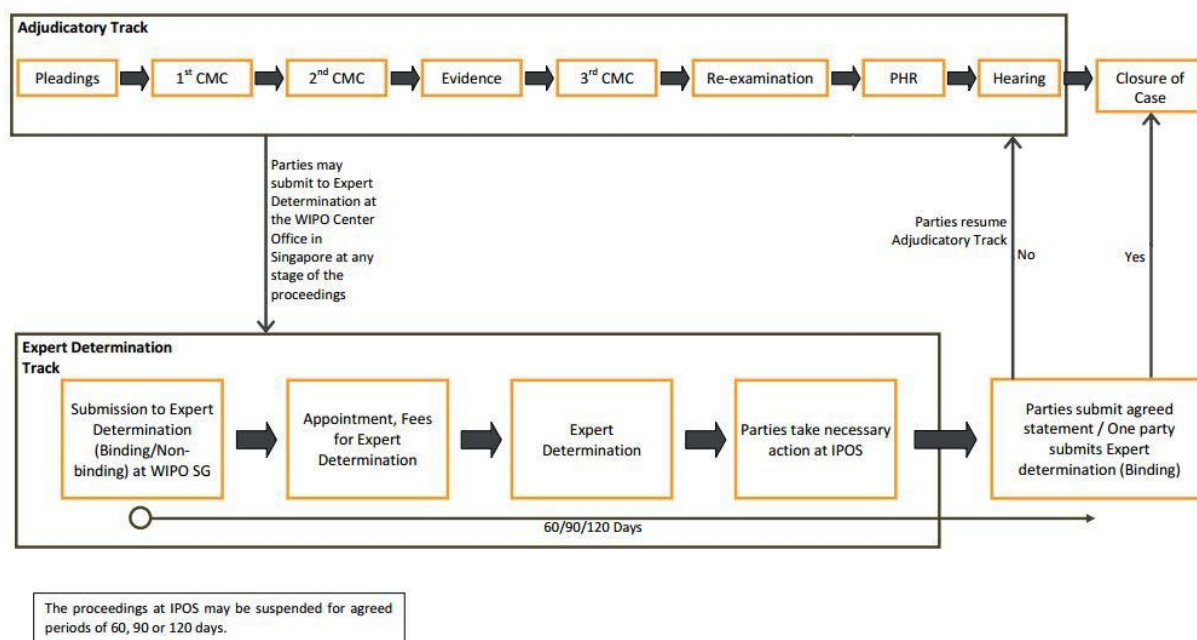 Adjudicatory Track
Pleadings
1st CMC
2nd CMC
Evidence
3rd CMC
Re-examination
PHR
Hearing
Closure of
Case
Parties may
submit to Expert
Determination at
the WIPO Center
Office in
Singapore at any
stage of the
proceedings
Parties resume
Adjudicatory Track
No
Yes
Expert Determination
Track
Submission to Expert
Determination
(Binding/Non-
binding) at WIPO SG
Appointment, Fees
for Expert
Determination
Expert
Determination
Parties take necessary
action at IPOS
Parties submit agreed
statement / One party
submits Expert
determination (Binding)
60/90/120 Days
The proceedings at IPOS may be suspended for agreed
periods of 60, 90 or 120 days.